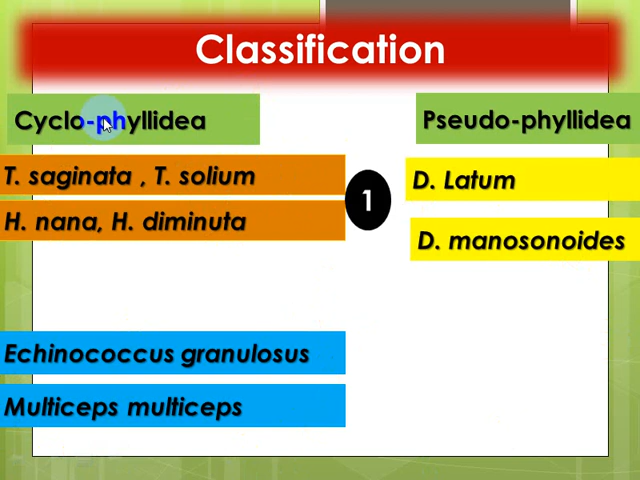 Classification
Cyclo-phyllidea
Pseudo-phyllidea
T. saginata , T. solium
H. nana, H. diminuta
1
D. Latum
D. manosonoides
Echinococcus granulosus
Multiceps multiceps